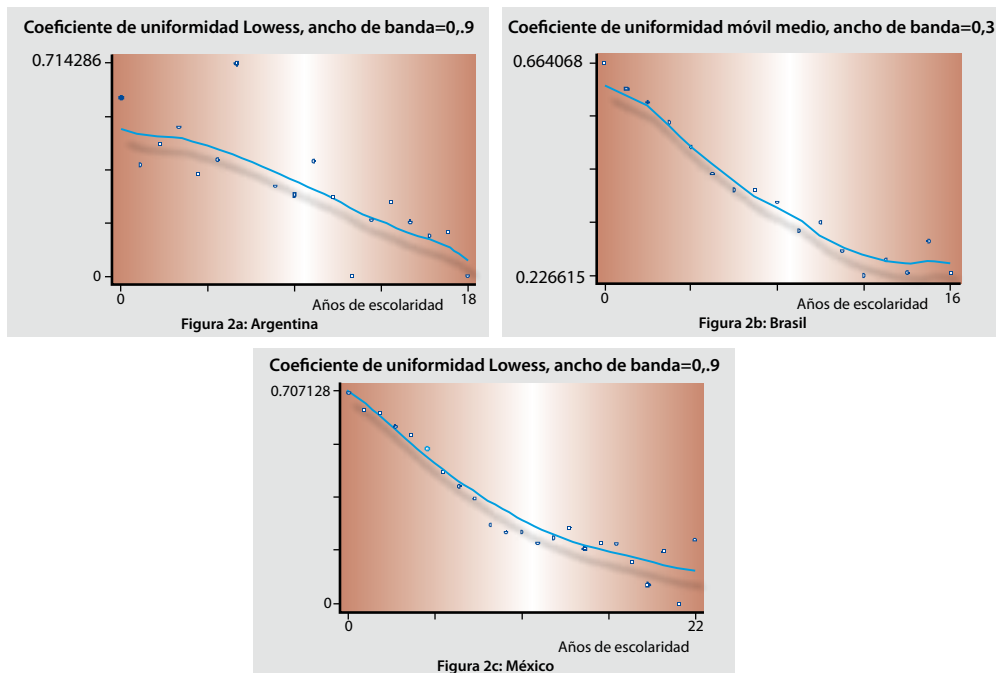 Coeficiente de uniformidad Lowess, ancho de banda=0,.9
0.714286
0
0
18
Años de escolaridad
Figura 2a: Argentina
Coeficiente de uniformidad móvil medio, ancho de banda=0,3
0.664068
0.226615
0
16
Años de escolaridad
Figura 2b: Brasil
Coeficiente de uniformidad Lowess, ancho de banda=0,.9
0.707128
0
0
22
Años de escolaridad
Figura 2c: México